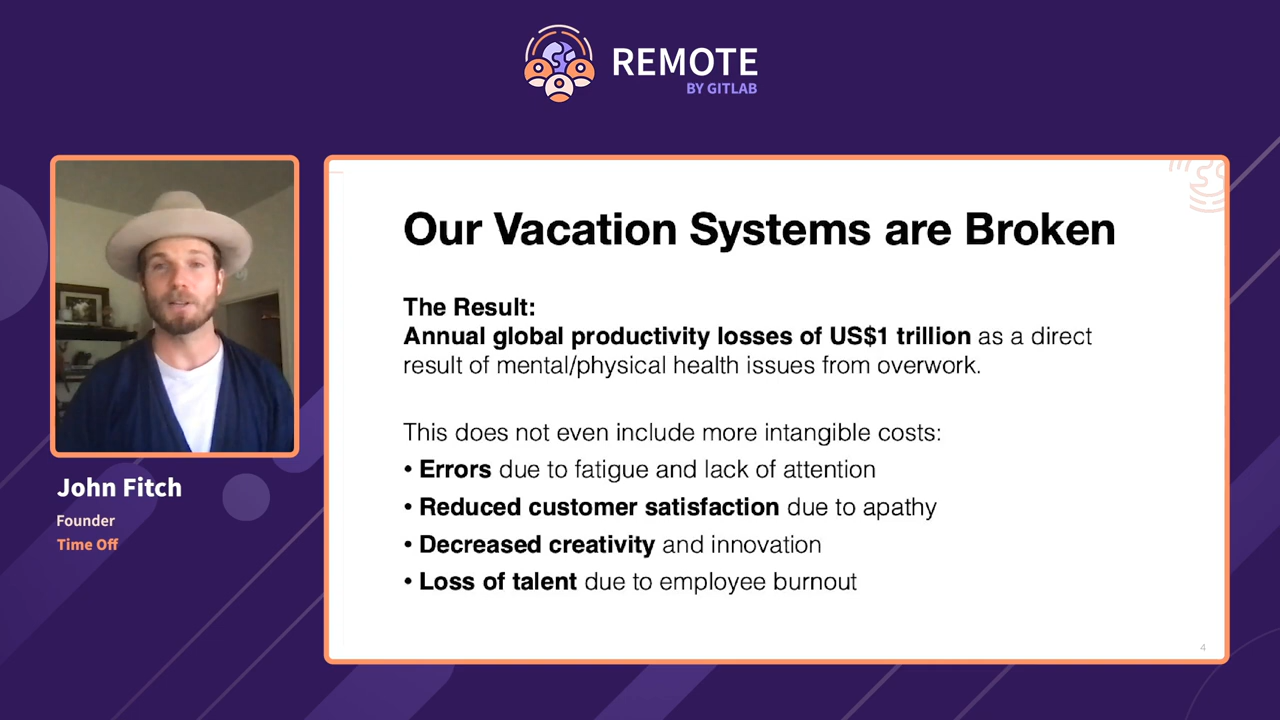 REMOTE
BY GITLAB
John Fitch
Founder
Time Off
Our Vacation Systems are Broken
The Result:
Annual global productivity losses of US$1 trillion as a direct
result of mental/physical health issues from overwork.
This does not even include more intangible costs:
• Errors due to fatigue and lack of attention
• Reduced customer satisfaction due to apathy
• Decreased creativity and innovation
• Loss of talent due to employee burnout
4